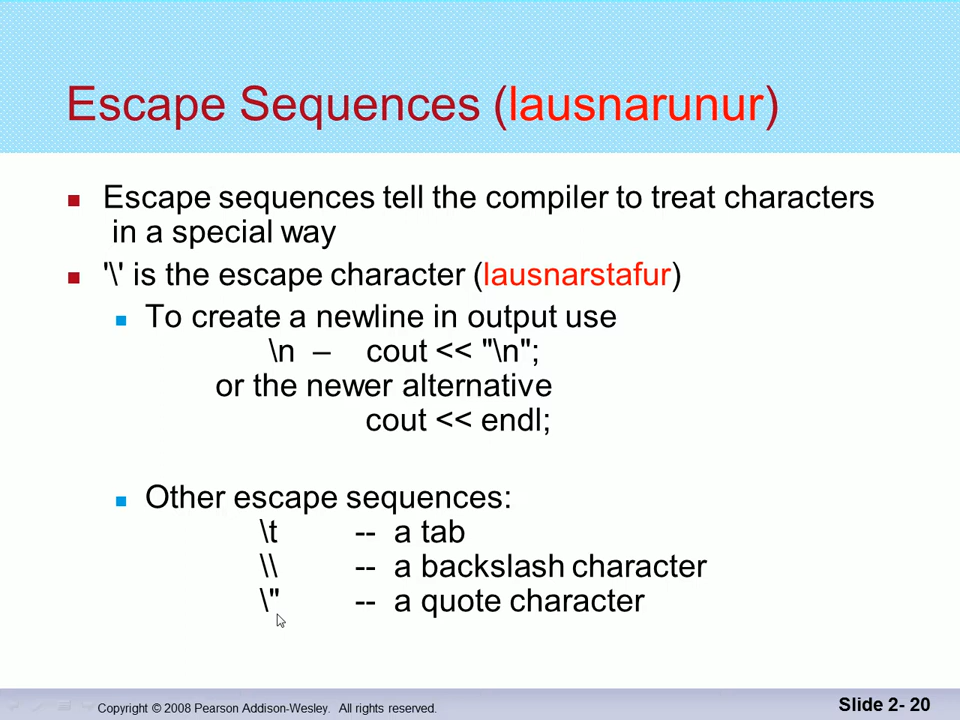 Escape Sequences (lausnarunur)
Escape sequences tell the compiler to treat characters
in a special way
'\' is the escape character (lausnarstafur)
To create a newline in output use
\n – cout << "\n";
or the newer alternative
cout << endl;
Other escape sequences:
\t -- a tab
\\ -- a backslash character
\" -- a quote character
Copyright © 2008 Pearson Addison-Wesley. All rights reserved.
Slide 2- 20